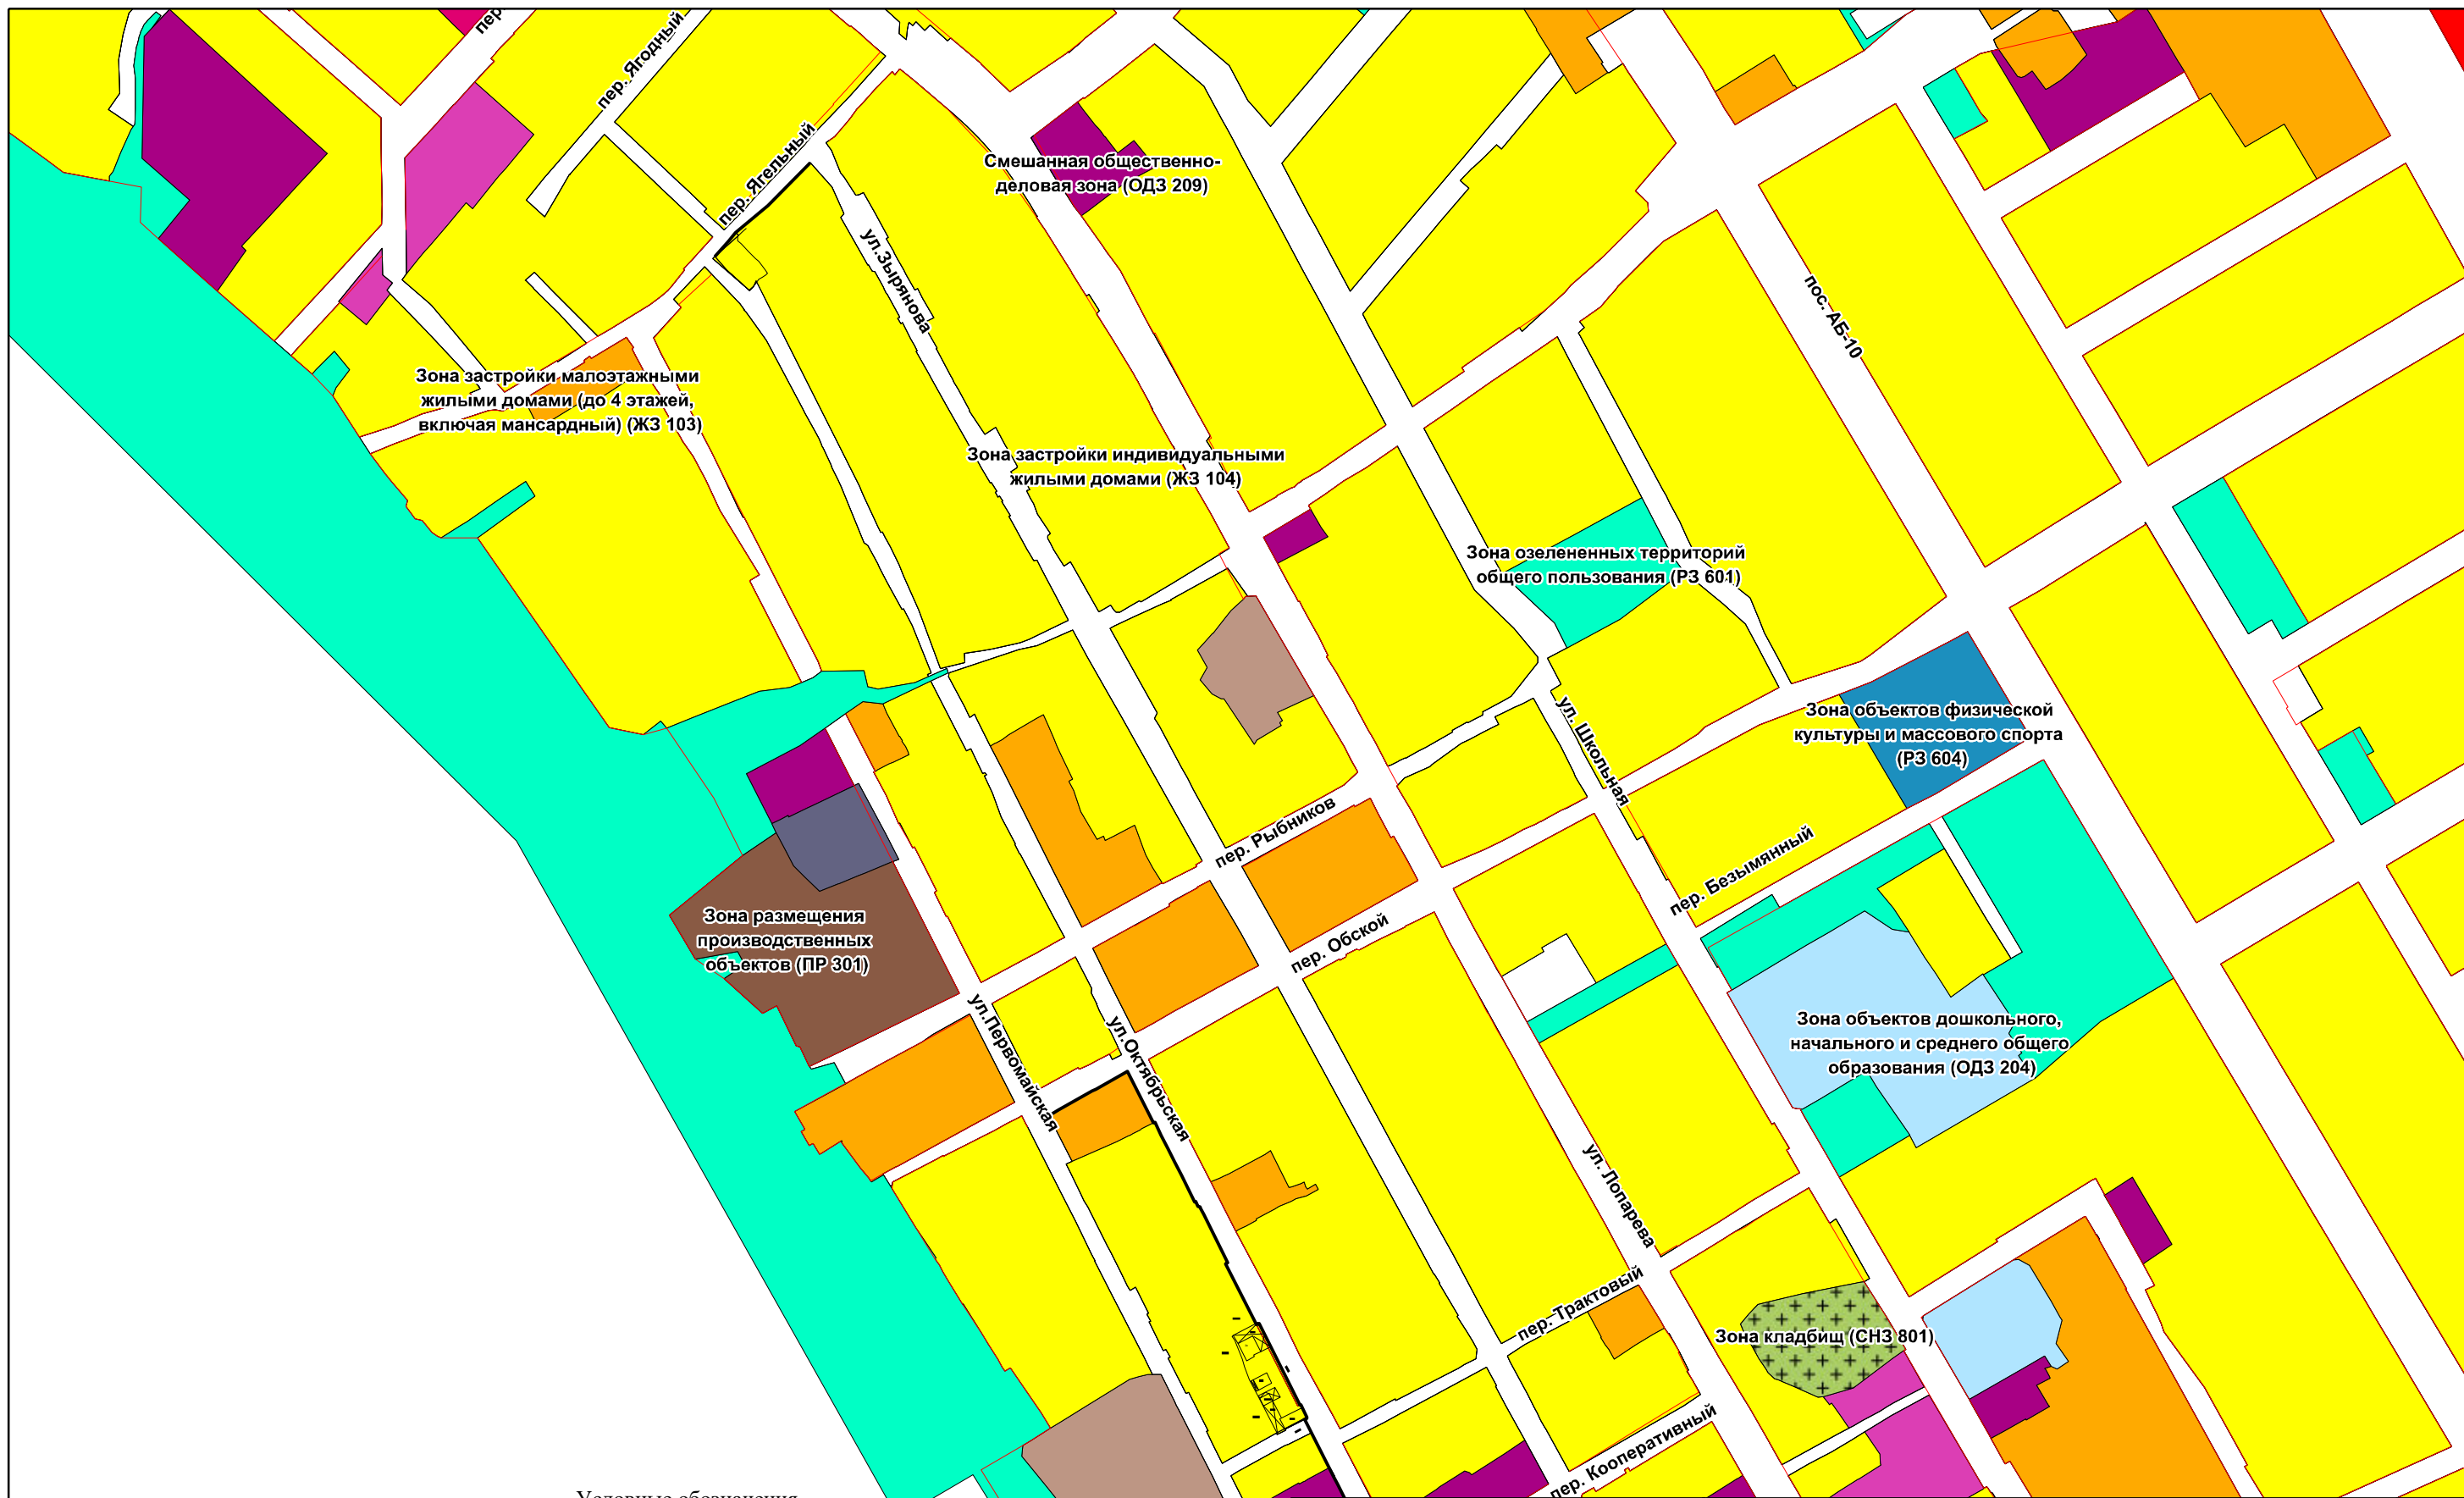 пер.
пер. Ягодный
пер. Ягельный
Смешанная общественно-
деловая зона (ОДЗ 209)
ул.Зырянова
пос. АБ-10
Зона застройки малоэтажными
жилыми домами (до 4 этажей,
включая мансардный) (ЖЗ 103)
Зона застройки индивидуальными
жилыми домами (ЖЗ 104)
Зона озелененных территорий
общего пользования (РЗ 601)
ул. Школьная
Зона объектов физической
культуры и массового спорта
(РЗ 604)
пер. Рыбников
пер. Безымянный
Зона размещения
производственных
объектов (ПР 301)
пер. Обской
ул.Первомайская
ул.Октябрьская
Зона объектов дошкольного,
начального и среднего общего
образования (ОДЗ 204)
ул. Лопарева
пер. Трактовый
Зона кладбищ (СНЗ 801)
пер. Кооперативный
Условные обозначения